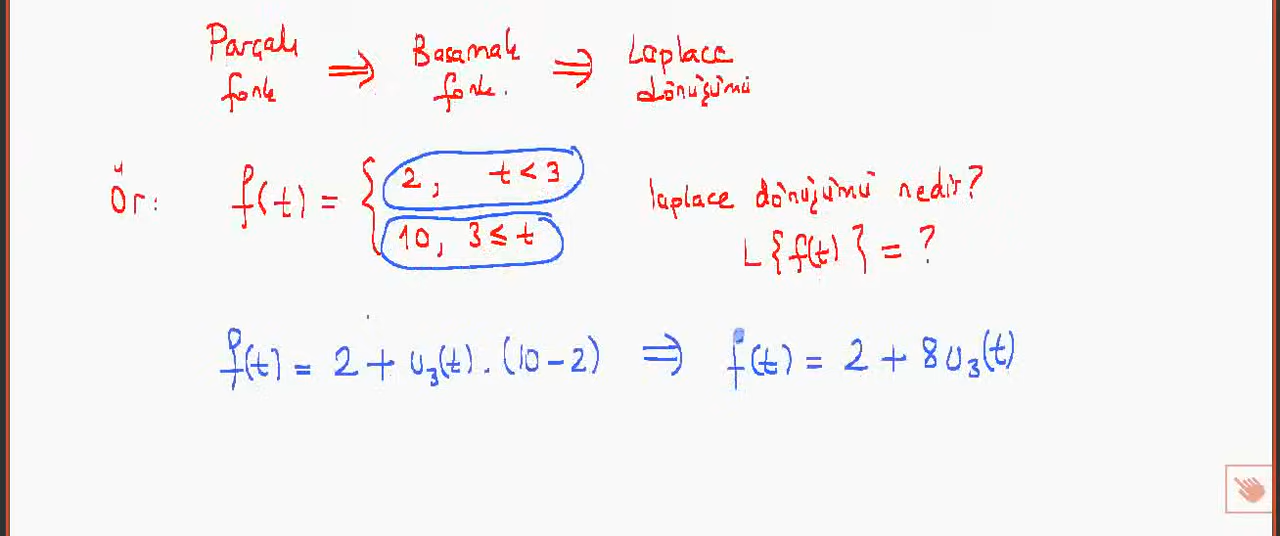 Parçalı ⇒ Basamak ⇒ Laplace
fonk fonk. dönüşümü
Ör: f(t) = { 2, t < 3
10, 3 ≤ t
laplace dönüşümü nedir?
L{f(t)} = ?
f(t) = 2 + u₃(t) . (10 - 2) ⇒ f(t) = 2 + 8u₃(t)